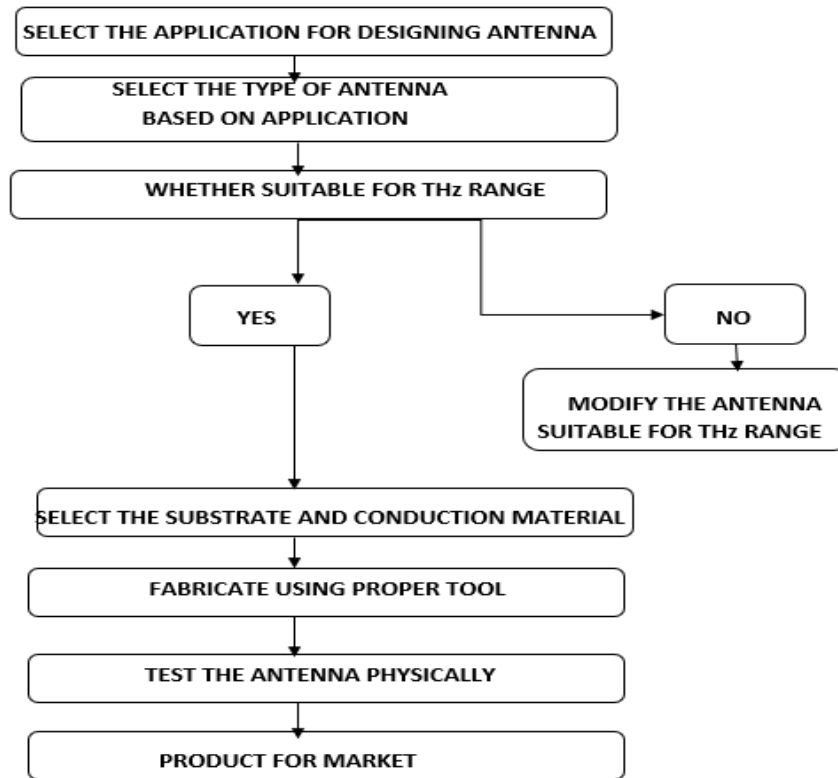 SELECT THE APPLICATION FOR DESIGNING ANTENNA
SELECT THE TYPE OF ANTENNA
BASED ON APPLICATION
WHETHER SUITABLE FOR THz RANGE
YES
NO
MODIFY THE ANTENNA
SUITABLE FOR THz RANGE
SELECT THE SUBSTRATE AND CONDUCTION MATERIAL
FABRICATE USING PROPER TOOL
TEST THE ANTENNA PHYSICALLY
PRODUCT FOR MARKET